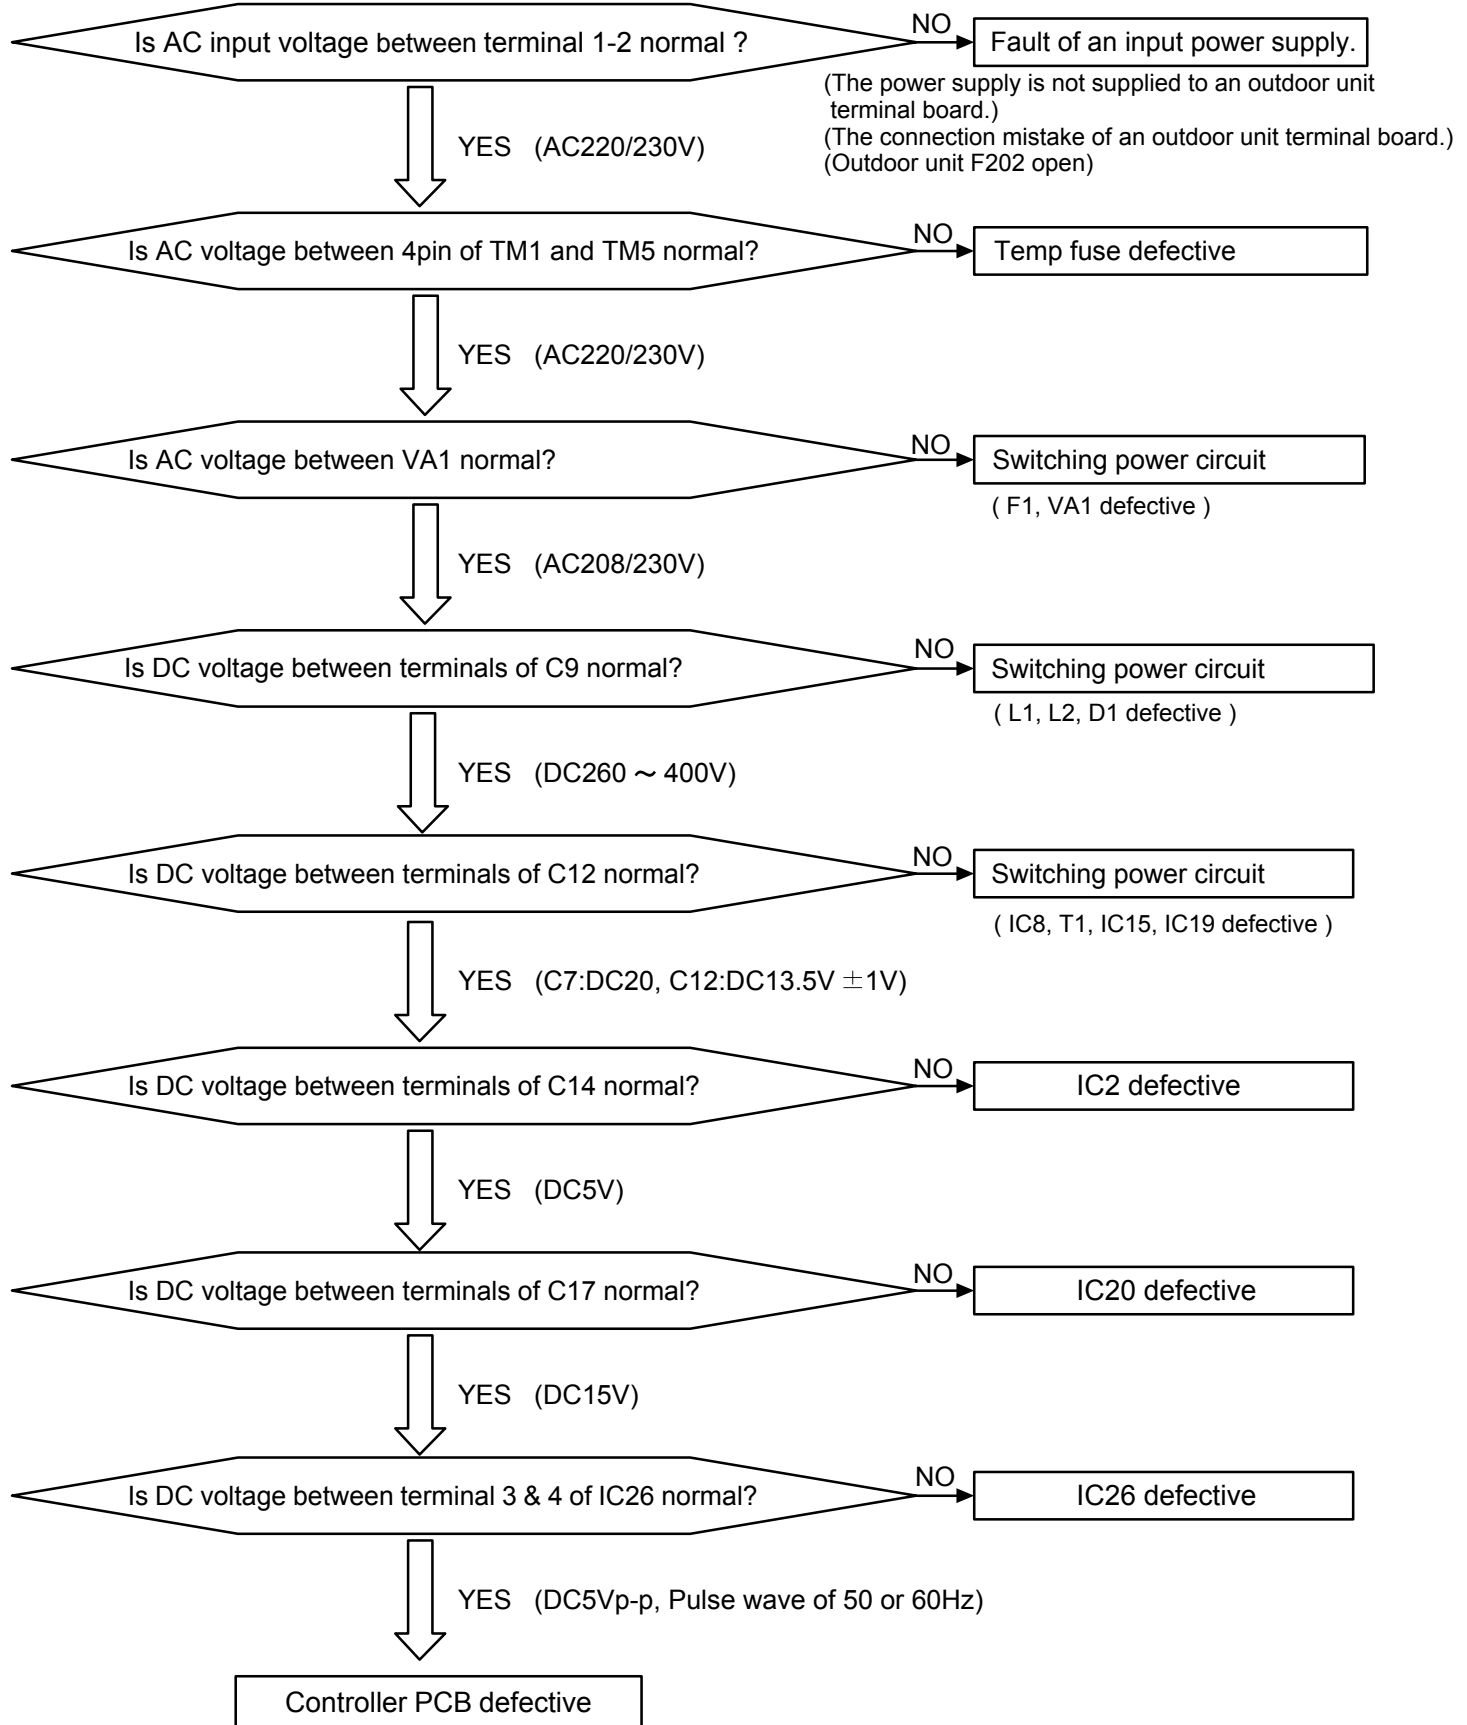 Is AC input voltage between terminal 1-2 normal ?
NO
Fault of an input power supply.
(The power supply is not supplied to an outdoor unit
terminal board.)
(The connection mistake of an outdoor unit terminal board.)
(Outdoor unit F202 open)
YES (AC220/230V)
Is AC voltage between 4pin of TM1 and TM5 normal?
NO
Temp fuse defective
YES (AC220/230V)
Is AC voltage between VA1 normal?
NO
Switching power circuit
( F1, VA1 defective )
YES (AC208/230V)
Is DC voltage between terminals of C9 normal?
NO
Switching power circuit
( L1, L2, D1 defective )
YES (DC260 ～ 400V)
Is DC voltage between terminals of C12 normal?
NO
Switching power circuit
( IC8, T1, IC15, IC19 defective )
YES (C7:DC20, C12:DC13.5V ±1V)
Is DC voltage between terminals of C14 normal?
NO
IC2 defective
YES (DC5V)
Is DC voltage between terminals of C17 normal?
NO
IC20 defective
YES (DC15V)
Is DC voltage between terminal 3 & 4 of IC26 normal?
NO
IC26 defective
YES (DC5Vp-p, Pulse wave of 50 or 60Hz)
Controller PCB defective